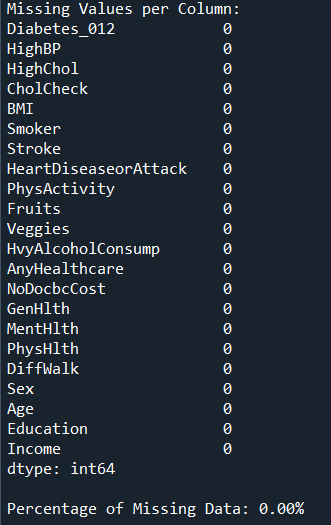 Missing Values per Column:
Diabetes_012 0
HighBP 0
HighChol 0
CholCheck 0
BMI 0
Smoker 0
Stroke 0
HeartDiseaseorAttack 0
PhysActivity 0
Fruits 0
Veggies 0
HvyAlcoholConsump 0
AnyHealthcare 0
NoDocbcCost 0
GenHlth 0
MentHlth 0
PhysHlth 0
DiffWalk 0
Sex 0
Age 0
Education 0
Income 0
dtype: int64
Percentage of Missing Data: 0.00%